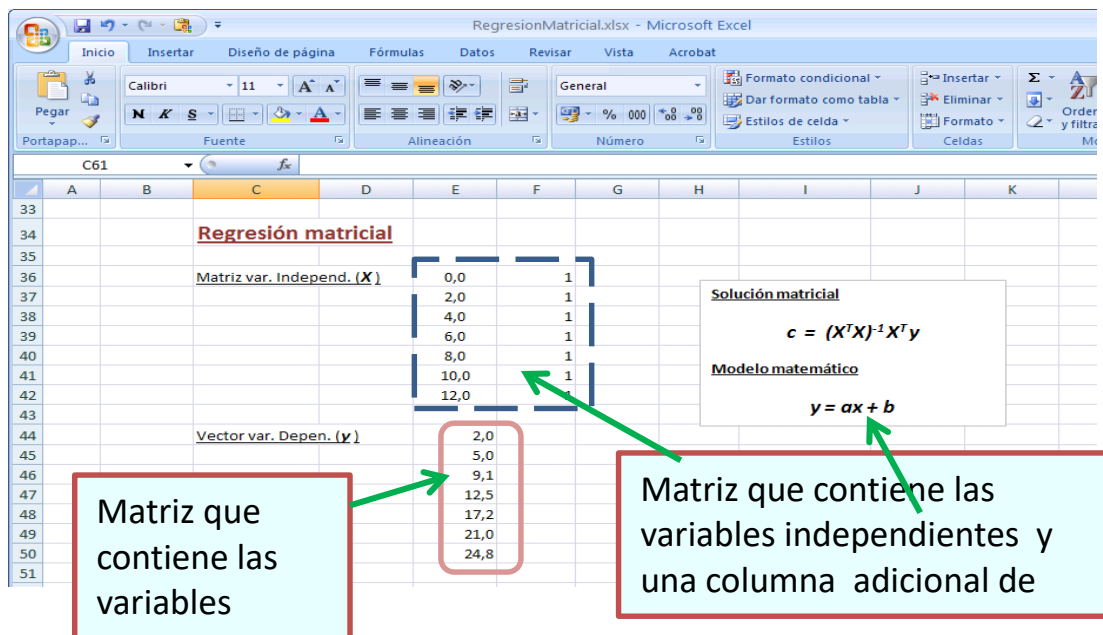 RegresionMatricial.xlsx - Microsoft Excel
Inicio Insertar Diseño de página Fórmulas Datos Revisar Vista Acrobat
Pegar
Calibri 11 A A
N K S A
General
% 000
Formato condicional
Dar formato como tabla
Estilos de celda
Insertar
Eliminar
Formato
Σ
Orden
y filtra
Portapap... Fuente Alineación Número Estilos Celdas Mo
C61 fx
A B C D E F G H I J K
33
34 Regresión matricial
35
36 Matriz var. Independ. (X) 0,0 1
37 2,0 1
38 4,0 1
39 6,0 1
40 8,0 1
41 10,0 1
42 12,0 1
43
44 Vector var. Depen. (y) 2,0
45 5,0
46 9,1
47 12,5
48 17,2
49 21,0
50 24,8
51
Solución matricial
c = (XᵀX)⁻¹Xᵀy
Modelo matemático
y = ax + b
Matriz que
contiene las
variables
Matriz que contiene las
variables independientes y
una columna adicional de